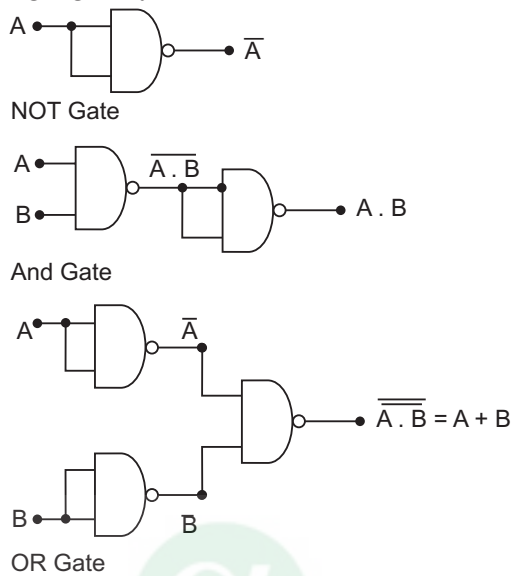 A A̅
NOT Gate
A A̅ ̅.̅ ̅B̅ A . B
B
And Gate
A A̅
A̿ ̿.̿ ̿B̿ = A + B
B B̅
OR Gate